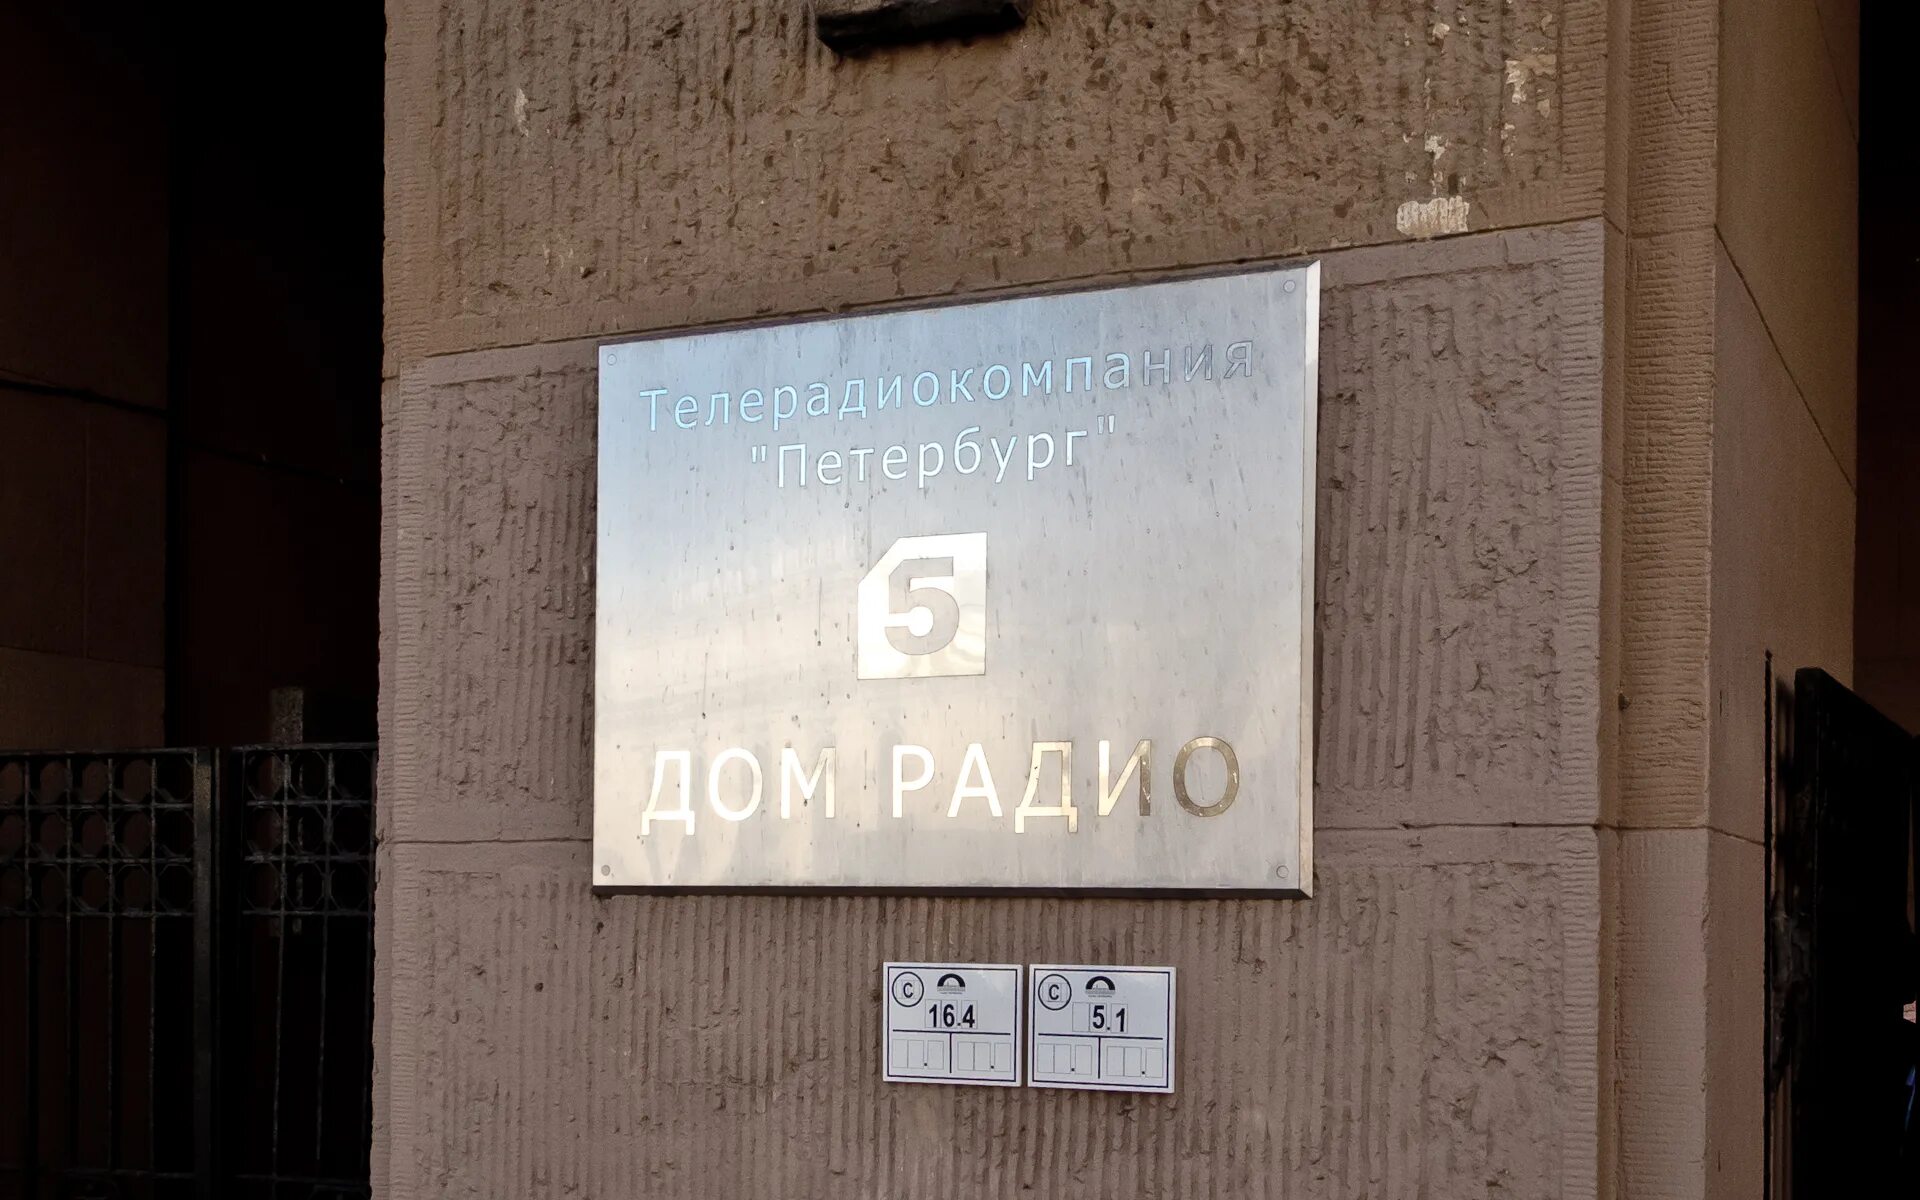 Телерадиокомпания
"Петербург"
5
ДОМ РАДИО
С
16.4
С
5.1